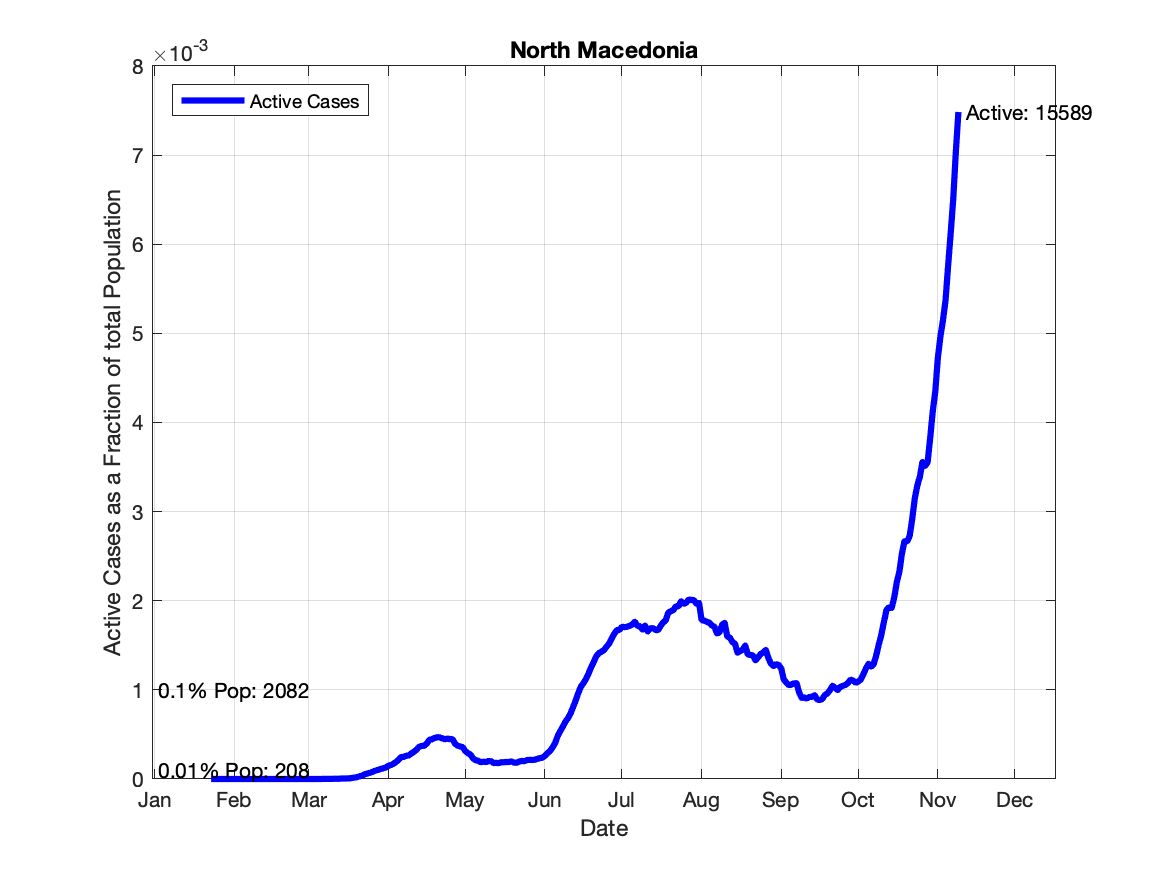 North Macedonia
×10-3
Active Cases
Active: 15589
8
7
6
5
4
3
2
1
0
0.1% Pop: 2082
0.01% Pop: 208
Active Cases as a Fraction of total Population
Jan Feb Mar Apr May Jun Jul Aug Sep Oct Nov Dec
Date